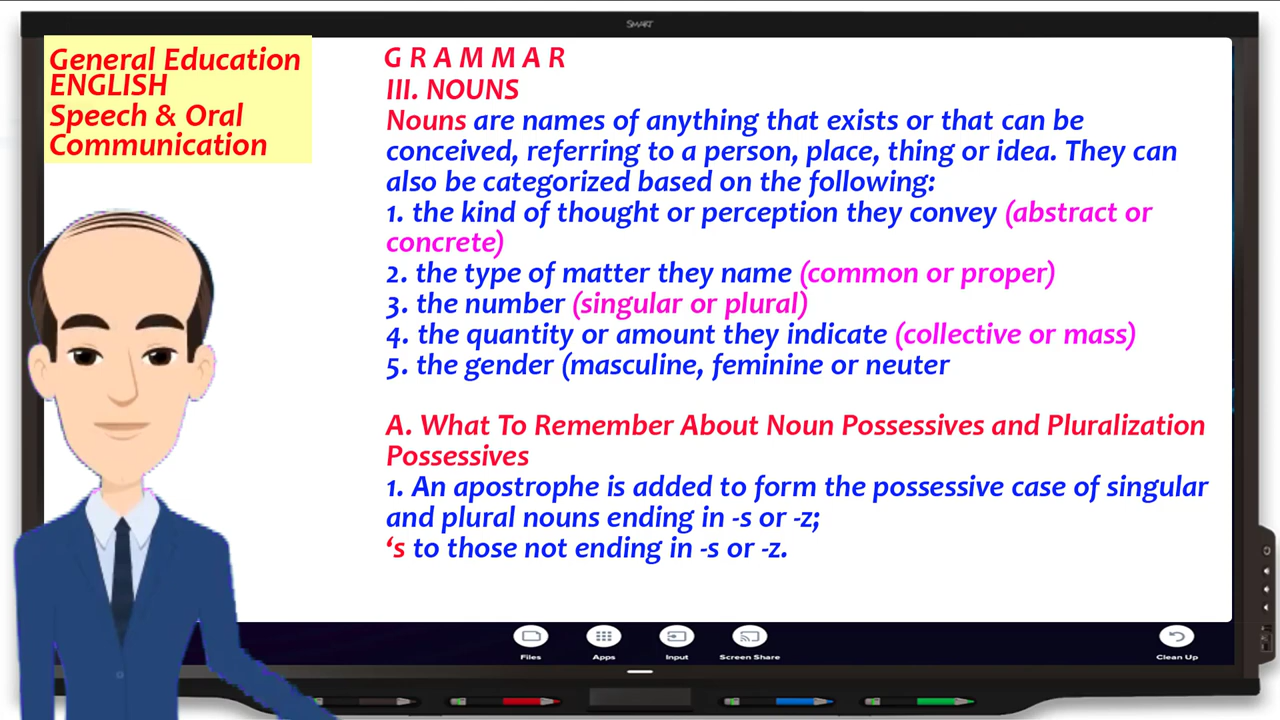 SMART
General Education
ENGLISH
Speech & Oral
Communication
G R A M M A R
III. NOUNS
Nouns are names of anything that exists or that can be
conceived, referring to a person, place, thing or idea. They can
also be categorized based on the following:
1. the kind of thought or perception they convey (abstract or
concrete)
2. the type of matter they name (common or proper)
3. the number (singular or plural)
4. the quantity or amount they indicate (collective or mass)
5. the gender (masculine, feminine or neuter
A. What To Remember About Noun Possessives and Pluralization
Possessives
1. An apostrophe is added to form the possessive case of singular
and plural nouns ending in -s or -z;
‘s to those not ending in -s or -z.
Files Apps Input Screen Share Clean Up